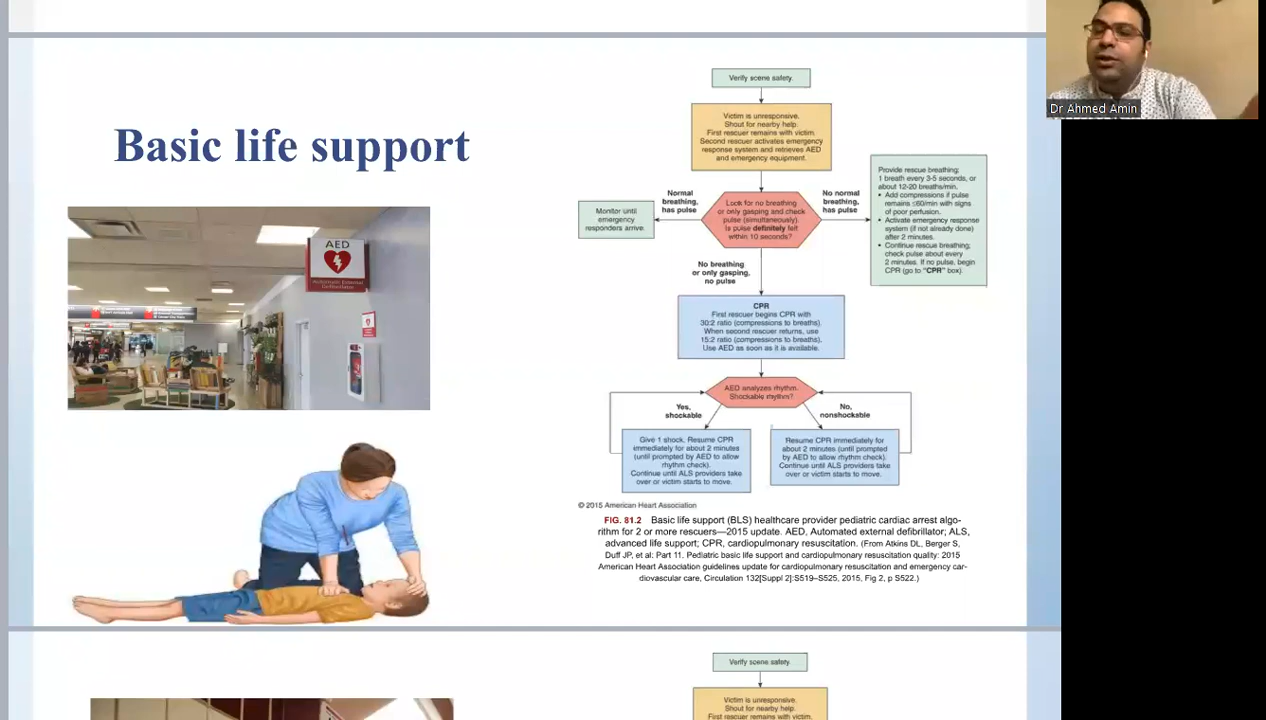 Basic life support
AED
Automated External
Defibrillator
Dr Ahmed Amin
Verify scene safety.
Victim is unresponsive.
Shout for nearby help.
First rescuer remains with victim.
Second rescuer activates emergency
response system and retrieves AED
and emergency equipment.
Normal
breathing,
has pulse
Monitor until
emergency
responders arrive.
Look for no breathing
or only gasping and check
pulse (simultaneously).
Is pulse definitely felt
within 10 seconds?
No normal
breathing,
has pulse
Provide rescue breathing:
1 breath every 3-5 seconds, or
about 12-20 breaths/min.
• Add compressions if pulse
remains ≤60/min with signs
of poor perfusion.
• Activate emergency response
system (if not already done)
after 2 minutes.
• Continue rescue breathing;
check pulse about every
2 minutes. If no pulse, begin
CPR (go to "CPR" box).
No breathing
or only gasping,
no pulse
CPR
First rescuer begins CPR with
30:2 ratio (compressions to breaths).
When second rescuer returns, use
15:2 ratio (compressions to breaths).
Use AED as soon as it is available.
AED analyzes rhythm.
Shockable rhythm?
Yes,
shockable
No,
nonshockable
Give 1 shock. Resume CPR
immediately for about 2 minutes
(until prompted by AED to allow
rhythm check).
Continue until ALS providers take
over or victim starts to move.
Resume CPR immediately for
about 2 minutes (until prompted
by AED to allow rhythm check).
Continue until ALS providers take
over or victim starts to move.
© 2015 American Heart Association
FIG. 81.2 Basic life support (BLS) healthcare provider pediatric cardiac arrest algo-
rithm for 2 or more rescuers—2015 update. AED, Automated external defibrillator; ALS,
advanced life support; CPR, cardiopulmonary resuscitation. (From Atkins DL, Berger S,
Duff JP, et al: Part 11. Pediatric basic life support and cardiopulmonary resuscitation quality: 2015
American Heart Association guidelines update for cardiopulmonary resuscitation and emergency car-
diovascular care, Circulation 132[Suppl 2]:S519–S525, 2015, Fig 2, p S522.)
Verify scene safety.
Victim is unresponsive.
Shout for nearby help.
First rescuer remains with victim.